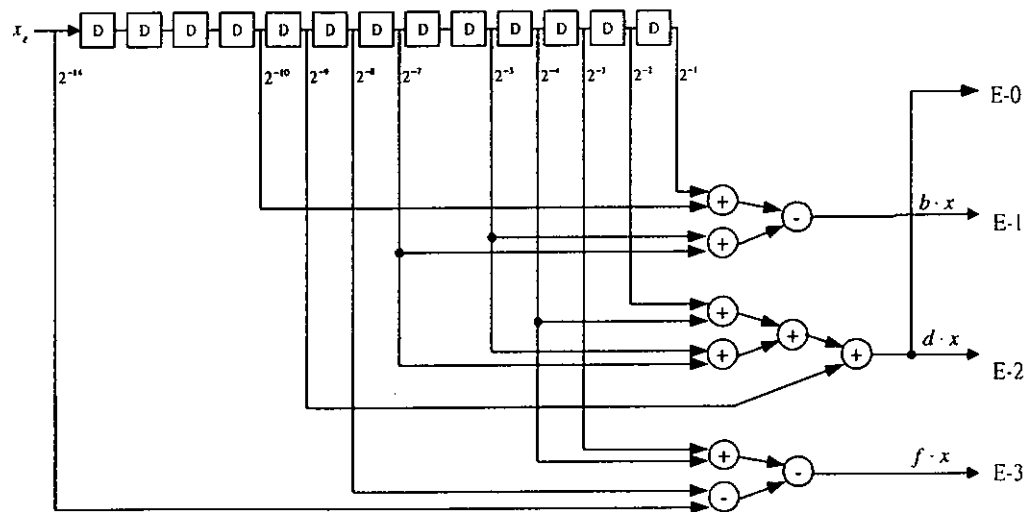 xₑ D D D D D D D D D D D D D
2⁻¹⁴ 2⁻¹⁰ 2⁻⁹ 2⁻⁸ 2⁻⁷ 2⁻⁵ 2⁻⁴ 2⁻³ 2⁻² 2⁻¹
E-0
+ - b · x E-1
+
+ + + d · x E-2
+
+ - f · x E-3
-